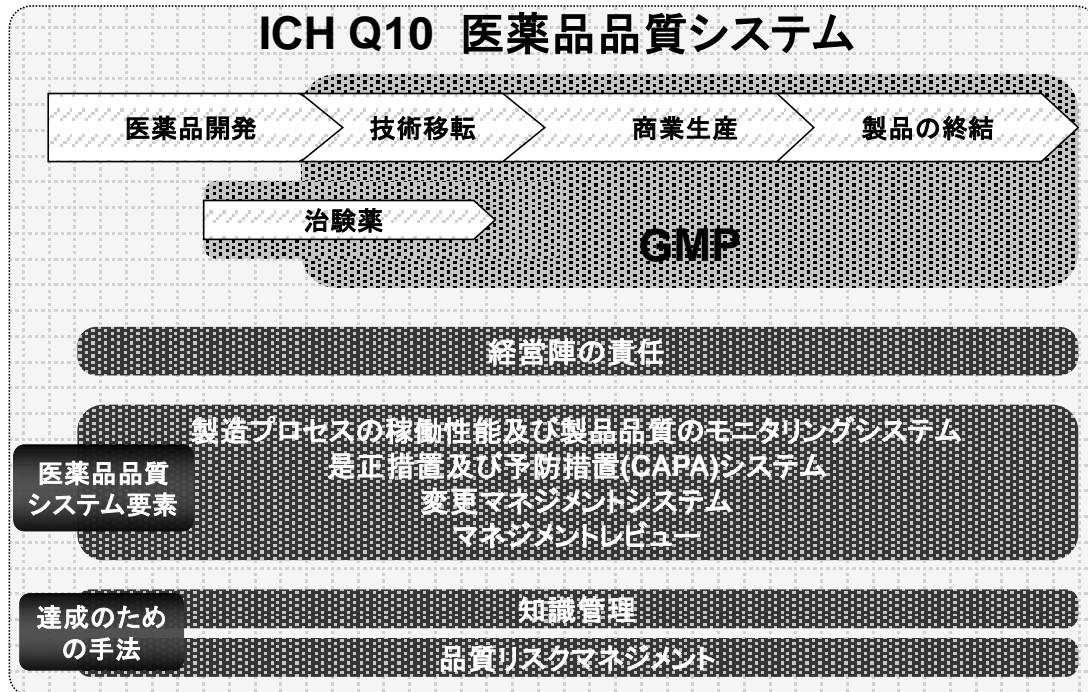 ICH Q10 医薬品品質システム
医薬品開発
技術移転
商業生産
製品の終結
治験薬
GMP
経営陣の責任
製造プロセスの稼働性能及び製品品質のモニタリングシステム
是正措置及び予防措置(CAPA)システム
変更マネジメントシステム
マネジメントレビュー
医薬品品質
システム要素
知識管理
品質リスクマネジメント
達成のため
の手法